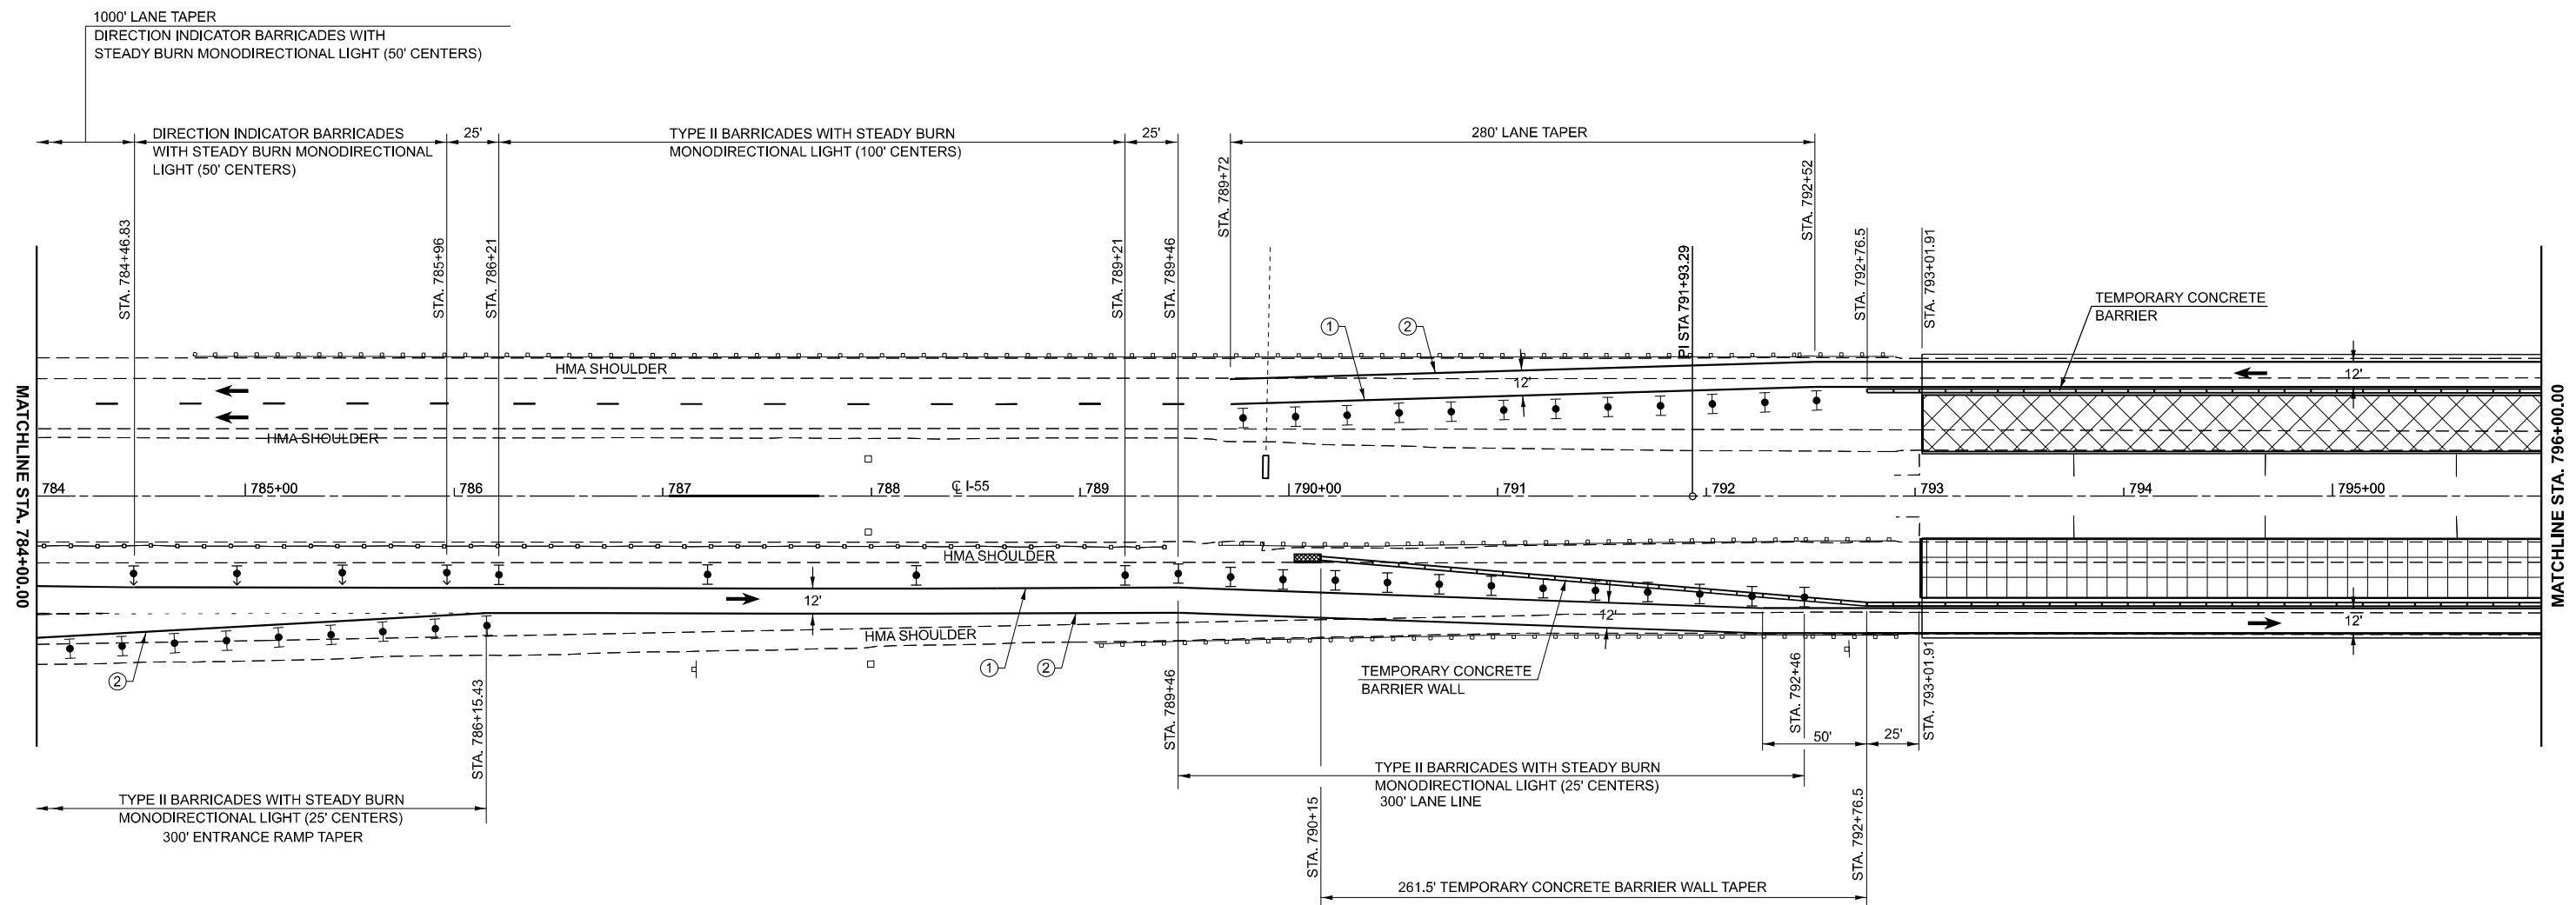 1000' LANE TAPER
DIRECTION INDICATOR BARRICADES WITH
STEADY BURN MONODIRECTIONAL LIGHT (50' CENTERS)
DIRECTION INDICATOR BARRICADES
WITH STEADY BURN MONODIRECTIONAL
LIGHT (50' CENTERS)
25'
TYPE II BARRICADES WITH STEADY BURN
MONODIRECTIONAL LIGHT (100' CENTERS)
25'
280' LANE TAPER
STA. 784+46.83
STA. 785+96
STA. 786+21
STA. 789+21
STA. 789+46
STA. 789+72
PI STA 791+93.29
STA. 792+52
STA. 792+76.5
STA. 793+01.91
TEMPORARY CONCRETE
BARRIER
1
2
HMA SHOULDER
12'
12'
HMA SHOULDER
MATCHLINE STA. 784+00.00
MATCHLINE STA. 796+00.00
784
785+00
786
787
788
℄ I-55
789
790+00
791
792
793
794
795+00
HMA SHOULDER
12'
12'
12'
HMA SHOULDER
2
1
2
TEMPORARY CONCRETE
BARRIER WALL
STA. 786+15.43
STA. 789+46
STA. 792+46
STA. 793+01.91
50'
25'
TYPE II BARRICADES WITH STEADY BURN
MONODIRECTIONAL LIGHT (25' CENTERS)
300' LANE LINE
TYPE II BARRICADES WITH STEADY BURN
MONODIRECTIONAL LIGHT (25' CENTERS)
300' ENTRANCE RAMP TAPER
STA. 790+15
STA. 792+76.5
261.5' TEMPORARY CONCRETE BARRIER WALL TAPER